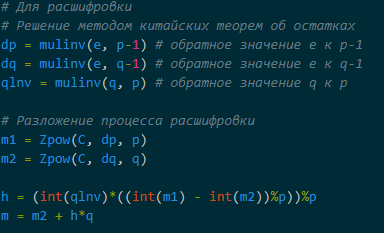 # Для расшифровки
# Решение методом китайских теорем об остатках
dp = mulinv(e, p-1) # обратное значение e к p-1
dq = mulinv(e, q-1) # обратное значение e к q-1
qlnv = mulinv(q, p) # обратное значение q к p
# Разложение процесса расшифровки
m1 = Zpow(C, dp, p)
m2 = Zpow(C, dq, q)
h = (int(qlnv)*((int(m1) - int(m2))%p))%p
m = m2 + h*q